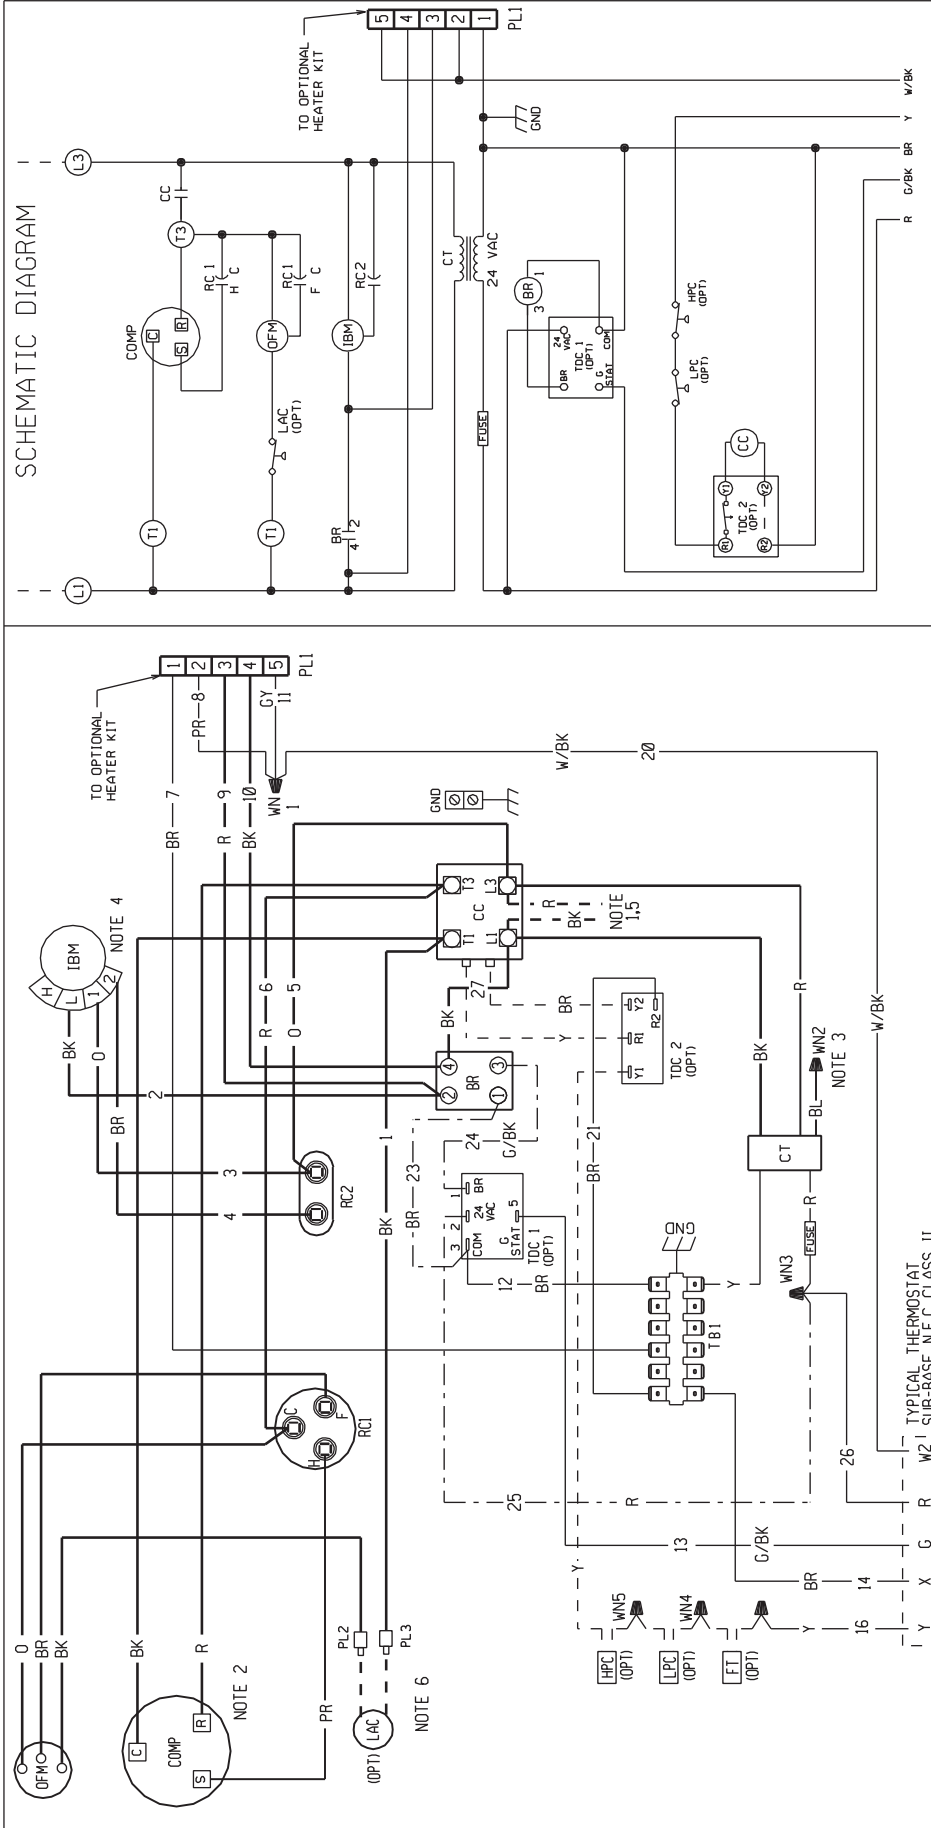 SCHEMATIC DIAGRAM
L1
L3
T1
COMP
C
S
R
T3
CC
RC 1
H C
T1
LAC
(OPT)
OFM
RC1
F C
BR
4 2
IBM
RC2
CT
24 VAC
FUSE
TO OPTIONAL
HEATER KIT
5 4 3 2 1
PL1
GND
BR
3 1
BR
24
VAC
TDC 1
(OPT)
G
STAT
COM
LPC
(OPT)
HPC
(OPT)
R1
Y1
TDC 2
(OPT)
R2
Y2
CC
R
G/BK
BR
Y
W/BK
OFM
O
BR
BK
COMP
C
R
S
NOTE 2
BK
R
PR
(OPT)
LAC
NOTE 6
PL2
PL3
C
F
H
RC1
IBM
H
L
1
2
NOTE 4
BK
O
BR
2
3
4
RC2
TO OPTIONAL
HEATER KIT
1
2
3
4
5
PL1
BR 7
PR 8
R 9
BK 10
GY
11
WN
1
W/BK
20
R 6
O 5
BK 1
GND
T3
L3
CC
T1
L1
R
BK
NOTE
1,5
27
BK
4
3
2
1
BR
BR
Y
Y2
R2
R1
Y1
TDC 2
(OPT)
BR 23
24
G/BK
BR 21
1
BR
2
24
VAC
3
COM
G
STAT
5
TDC 1
(OPT)
12
BR
GND
TB1
Y
CT
BK
R
BL
WN2
NOTE 3
R
FUSE
WN3
W/BK
25
R
26
13
G/BK
BR
14
Y
HPC
(OPT)
WN5
LPC
(OPT)
WN4
FT
(OPT)
Y
16
TYPICAL THERMOSTAT
SUB-BASE N.E.C. CLASS II
Y X G R W2